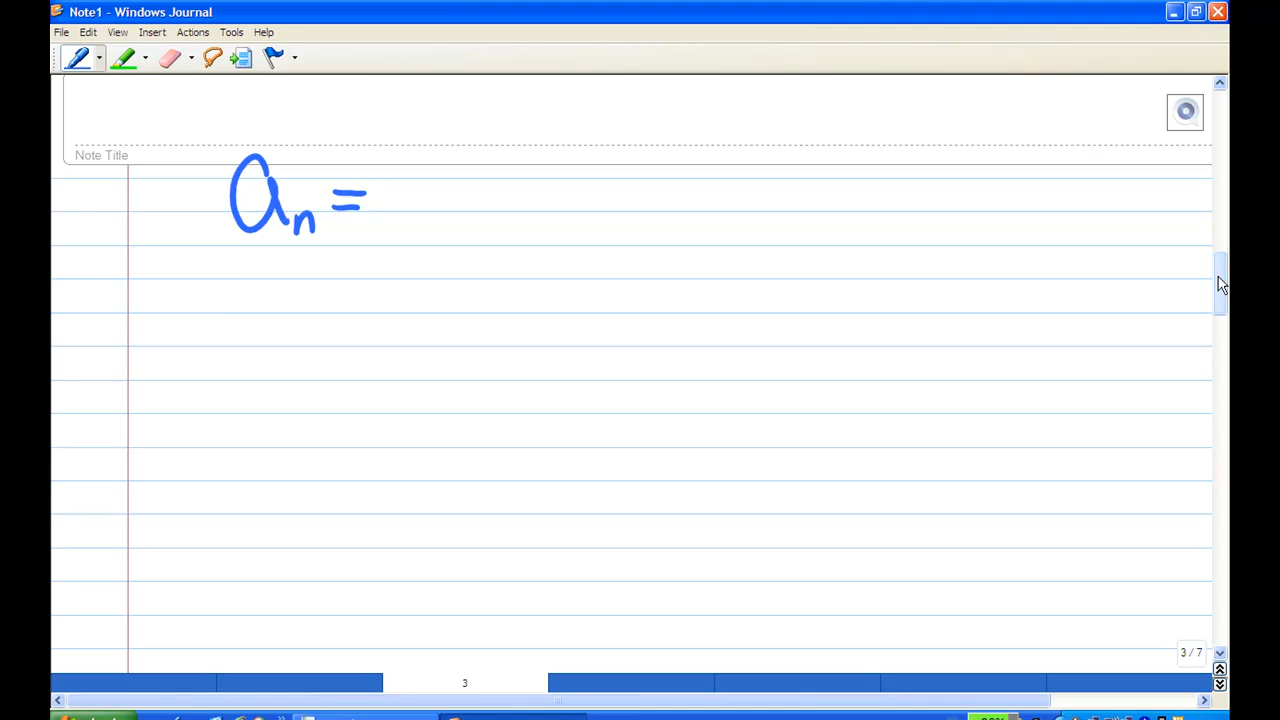 Note1 - Windows Journal
File Edit View Insert Actions Tools Help
Note Title
an =
3 / 7
3